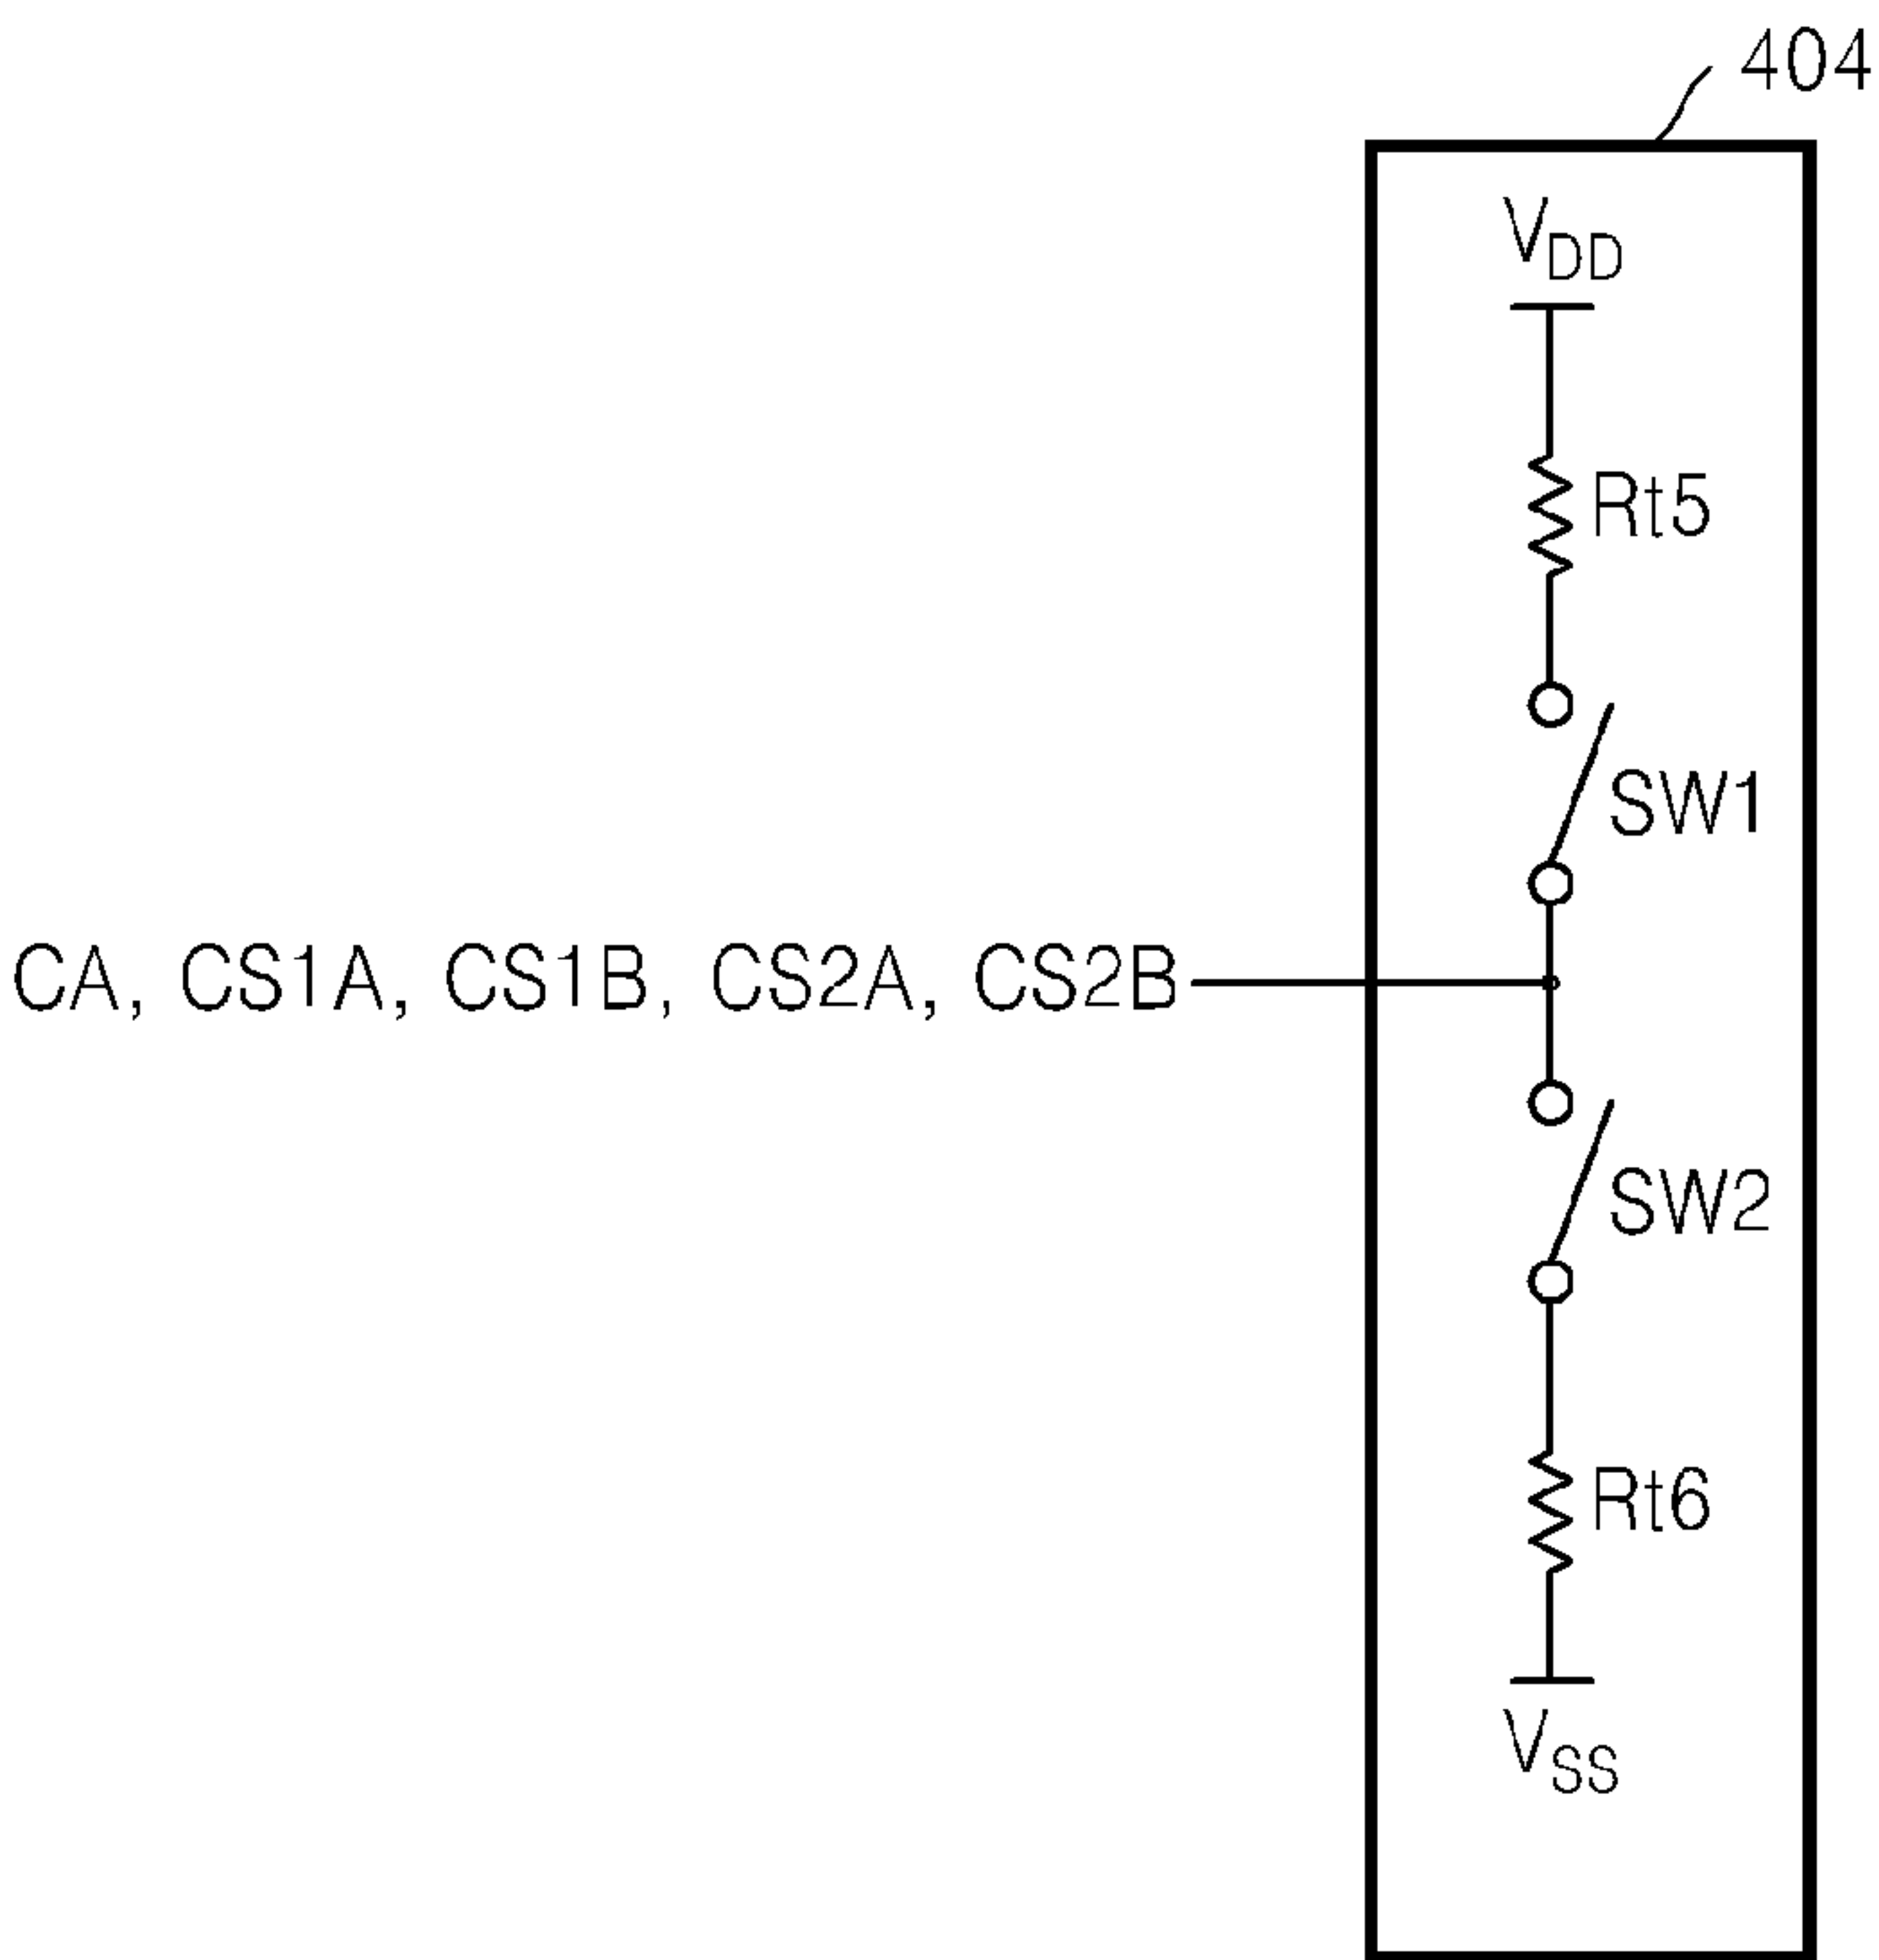 404
VDD
Rt5
SW1
CA, CS1A, CS1B, CS2A, CS2B
SW2
Rt6
VSS